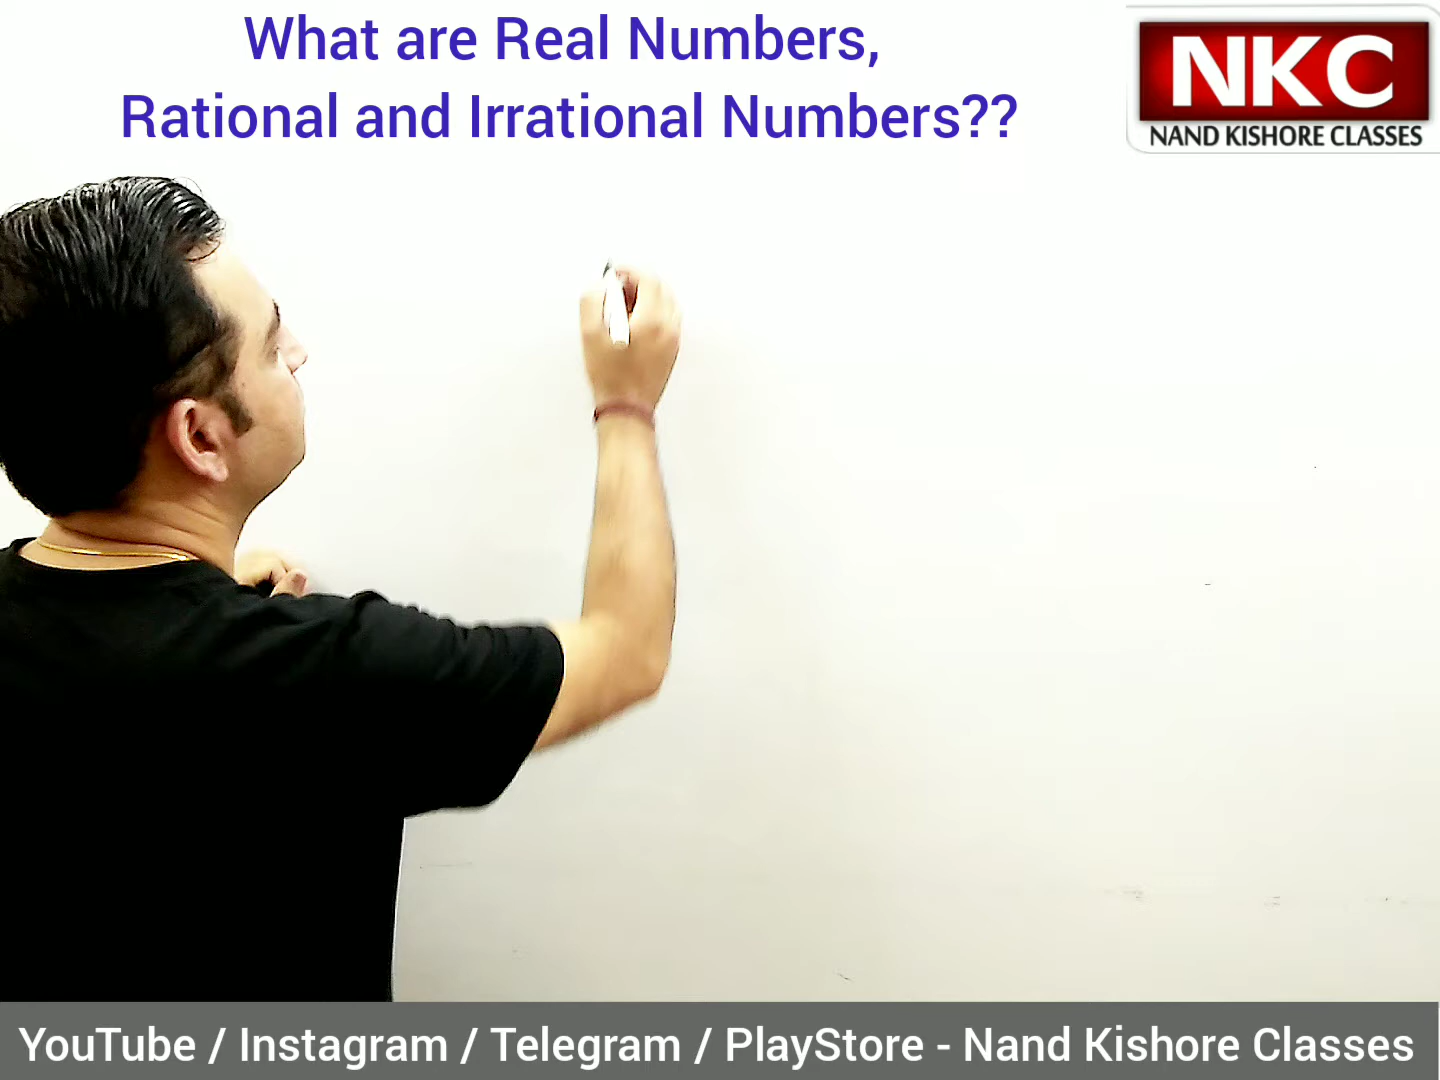 What are Real Numbers,
Rational and Irrational Numbers??
NKC
NAND KISHORE CLASSES
YouTube / Instagram / Telegram / PlayStore - Nand Kishore Classes